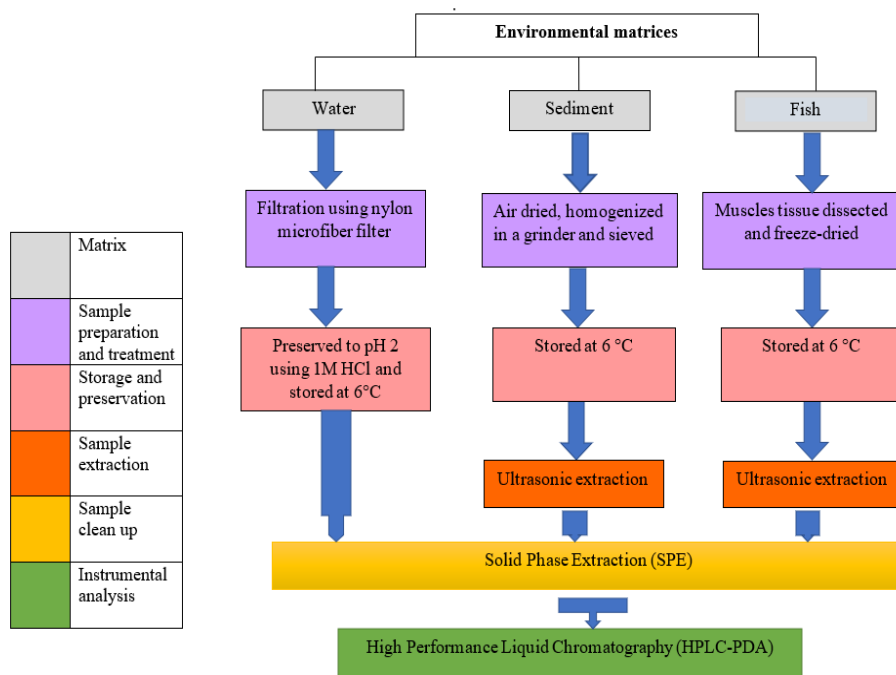 Environmental matrices
Water
Sediment
Fish
Filtration using nylon
microfiber filter
Air dried, homogenized
in a grinder and sieved
Muscles tissue dissected
and freeze-dried
Matrix
Sample
preparation
and treatment
Storage and
preservation
Sample
extraction
Sample
clean up
Instrumental
analysis
Preserved to pH 2
using 1M HCl and
stored at 6°C
Stored at 6 °C
Stored at 6 °C
Ultrasonic extraction
Ultrasonic extraction
Solid Phase Extraction (SPE)
High Performance Liquid Chromatography (HPLC-PDA)